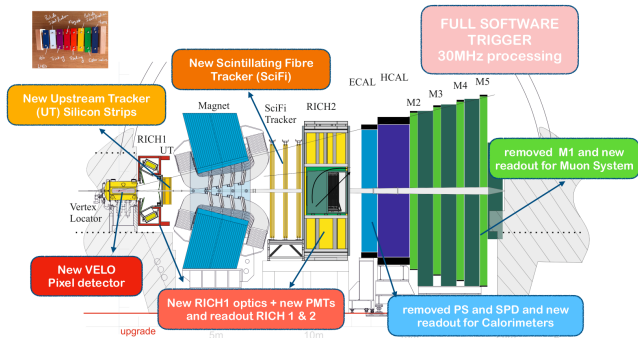 FULL SOFTWARE
TRIGGER
30MHz processing
New Scintillating Fibre
Tracker (SciFi)
ECAL
HCAL
M2
M3
M4
M5
New Upstream Tracker
(UT) Silicon Strips
Magnet
SciFi
Tracker
RICH2
RICH1
UT
removed M1 and new
readout for Muon System
Vertex
Locator
New VELO
Pixel detector
New RICH1 optics + new PMTs
and readout RICH 1 & 2
removed PS and SPD and new
readout for Calorimeters
upgrade
5m
10m